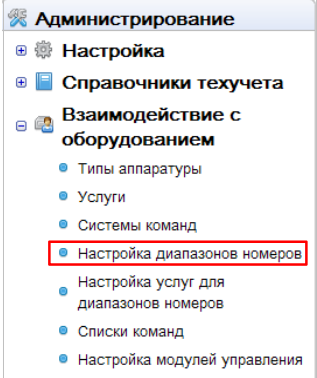 Администрирование
Настройка
Справочники техучета
Взаимодействие с
оборудованием
Типы аппаратуры
Услуги
Системы команд
Настройка диапазонов номеров
Настройка услуг для
диапазонов номеров
Списки команд
Настройка модулей управления